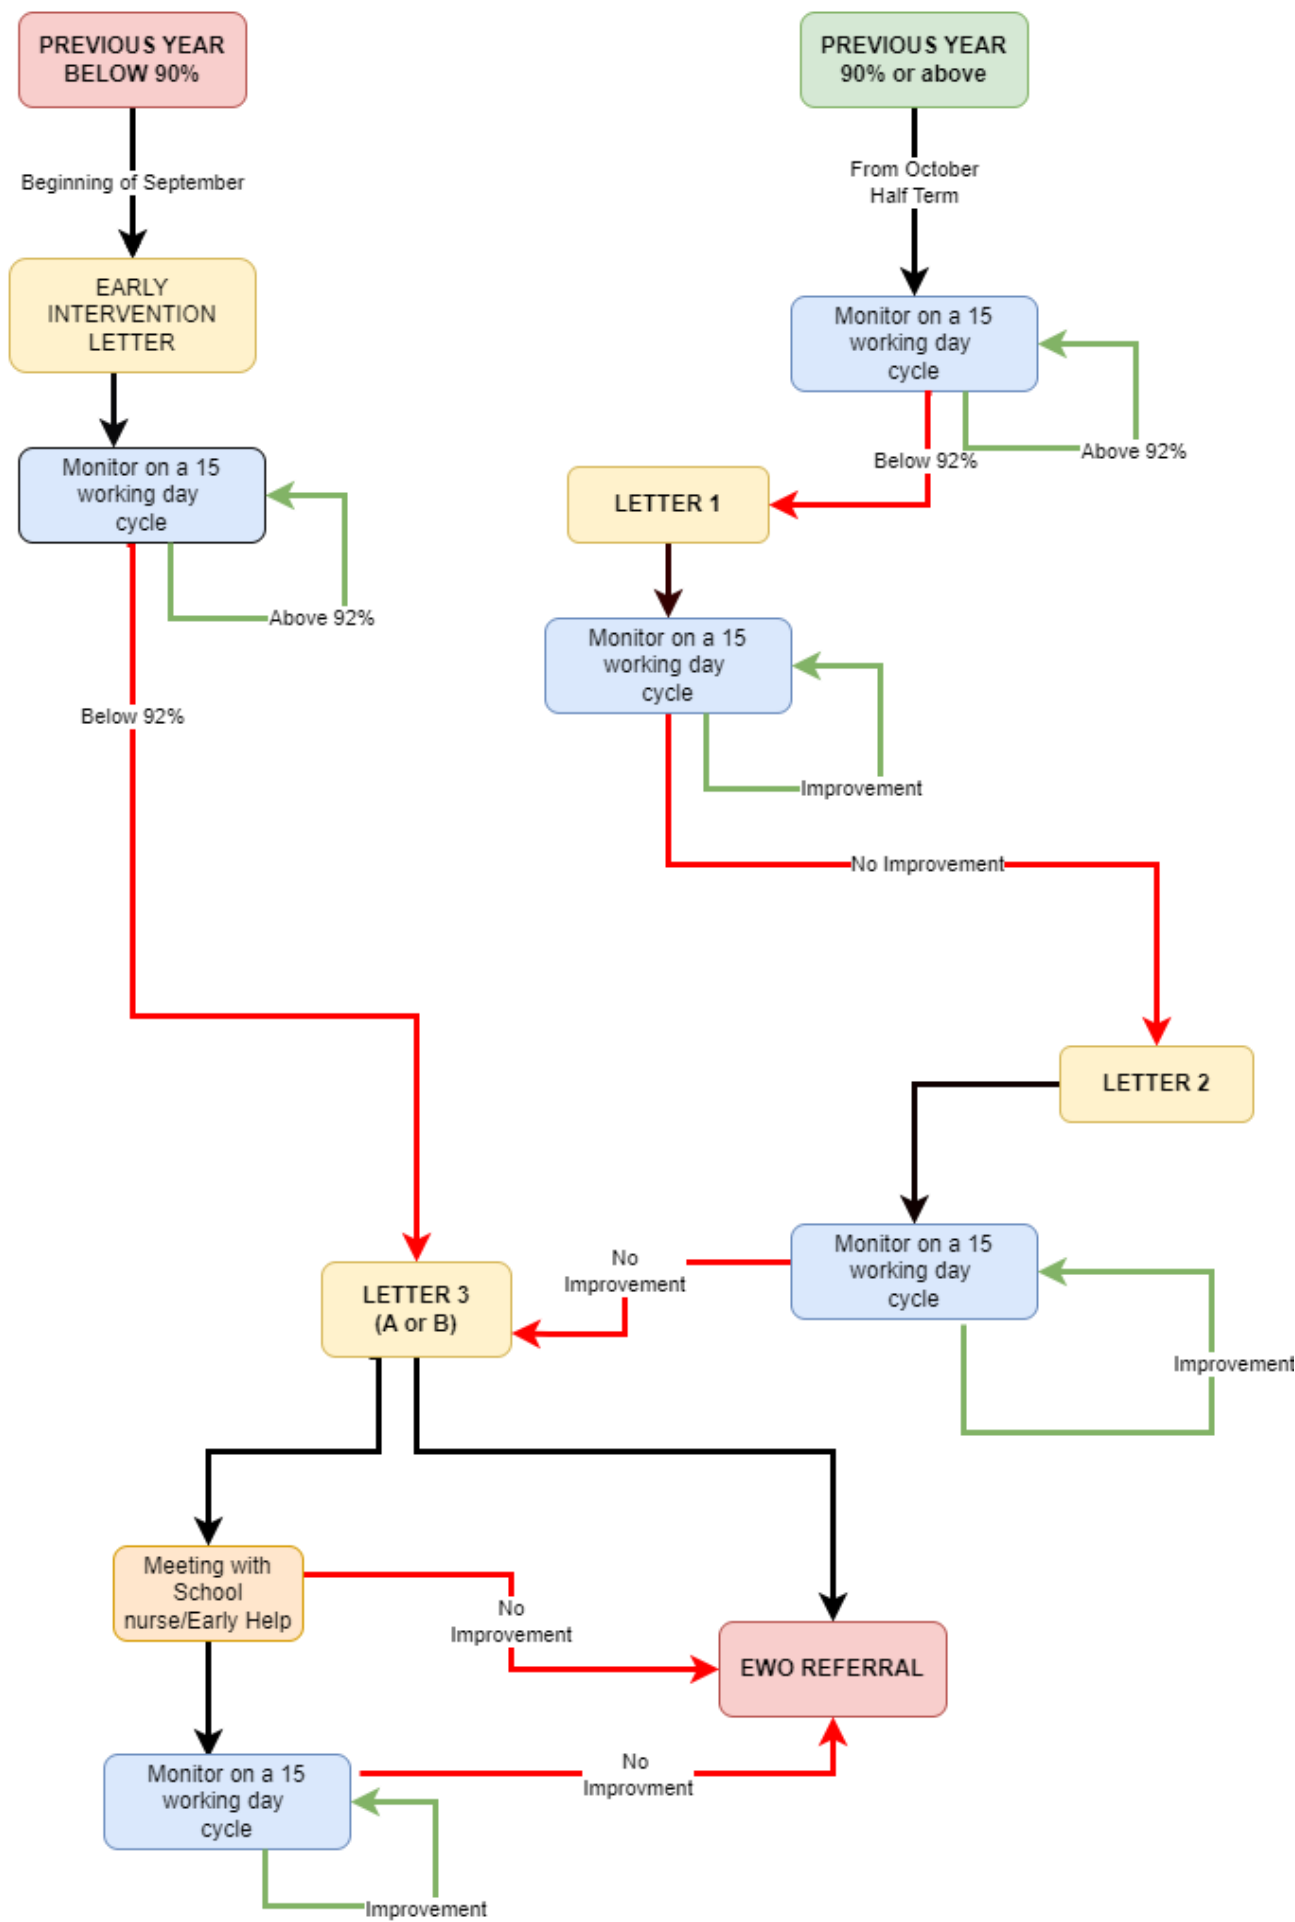 PREVIOUS YEAR
BELOW 90%
PREVIOUS YEAR
90% or above
Beginning of September
From October
Half Term
EARLY
INTERVENTION
LETTER
Monitor on a 15
working day
cycle
Above 92%
Below 92%
Monitor on a 15
working day
cycle
Above 92%
Below 92%
LETTER 1
Monitor on a 15
working day
cycle
Improvement
No Improvement
LETTER 2
Monitor on a 15
working day
cycle
Improvement
No
Improvement
LETTER 3
(A or B)
Meeting with
School
nurse/Early Help
No
Improvement
EWO REFERRAL
Monitor on a 15
working day
cycle
No
Improvment
Improvement